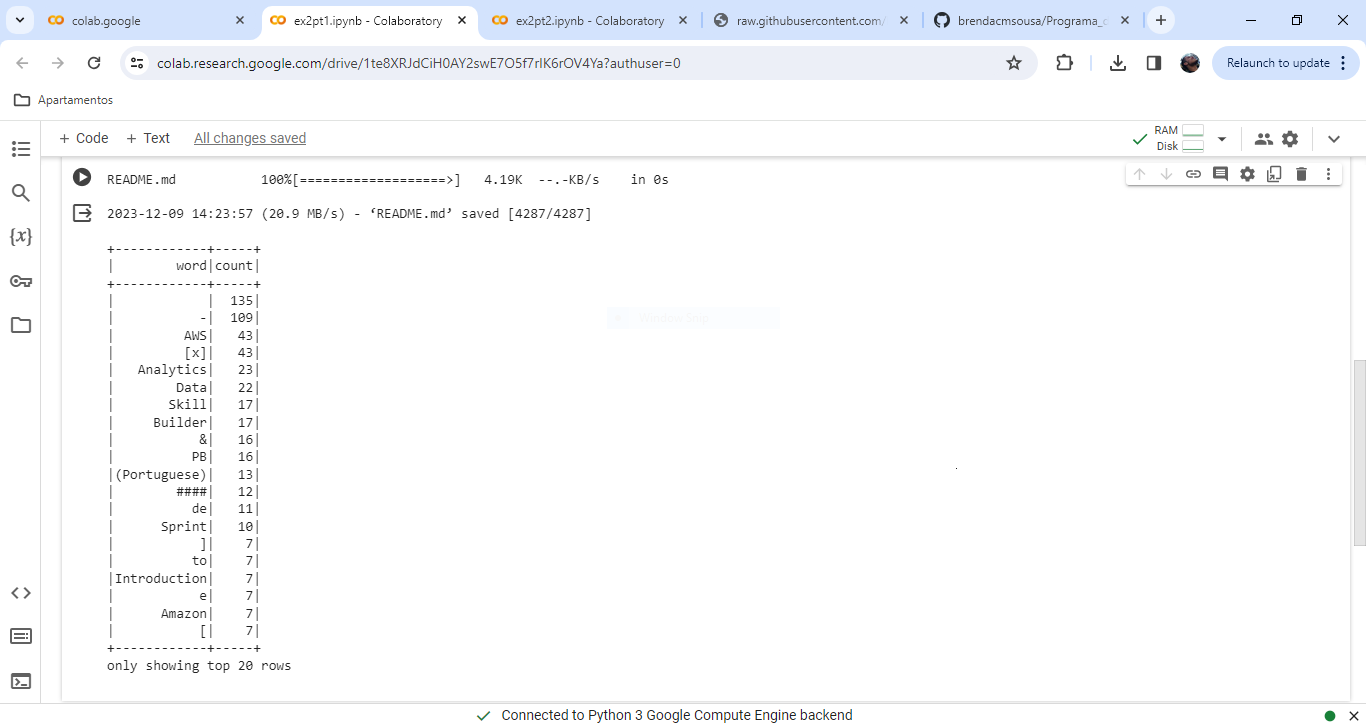 colab.google
ex2pt1.ipynb - Colaboratory
ex2pt2.ipynb - Colaboratory
raw.githubusercontent.com/
brendacmsousa/Programa_
colab.research.google.com/drive/1te8XRJdCiH0AY2swE7O5f7rIK6rOV4Ya?authuser=0
Relaunch to update
Apartamentos
+ Code + Text All changes saved
RAM
Disk
README.md 100%[===================>] 4.19K --.-KB/s in 0s
2023-12-09 14:23:57 (20.9 MB/s) - ‘README.md’ saved [4287/4287]
+------------+-----+
| word|count|
+------------+-----+
| | 135|
| -| 109|
| AWS| 43|
| [x]| 43|
| Analytics| 23|
| Data| 22|
| Skill| 17|
| Builder| 17|
| &| 16|
| PB| 16|
|(Portuguese)| 13|
| ####| 12|
| de| 11|
| Sprint| 10|
| ]| 7|
| to| 7|
|Introduction| 7|
| e| 7|
| Amazon| 7|
| [| 7|
+------------+-----+
only showing top 20 rows
{x}
Connected to Python 3 Google Compute Engine backend